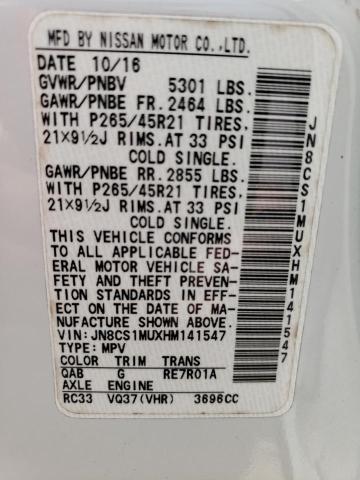 MFD BY NISSAN MOTOR CO.,LTD.
DATE 10/16
GVWR/PNBV 5301 LBS.
GAWR/PNBE FR. 2464 LBS.
WITH P265/45R21 TIRES,
21×9½J RIMS. AT 33 PSI
COLD SINGLE.
GAWR/PNBE RR. 2855 LBS.
WITH P265/45R21 TIRES,
21×9½J RIMS. AT 33 PSI
COLD SINGLE.
THIS VEHICLE CONFORMS
TO ALL APPLICABLE FED-
ERAL MOTOR VEHICLE SA-
FETY AND THEFT PREVEN-
TION STANDARDS IN EFF-
ECT ON THE DATE OF MA-
NUFACTURE SHOWN ABOVE.
VIN: JN8CS1MUXHM141547
TYPE: MPV
COLOR TRIM TRANS
QAB G RE7R01A
AXLE ENGINE
RC33 VQ37(VHR) 3696CC
JN8CS1MUXHM141547